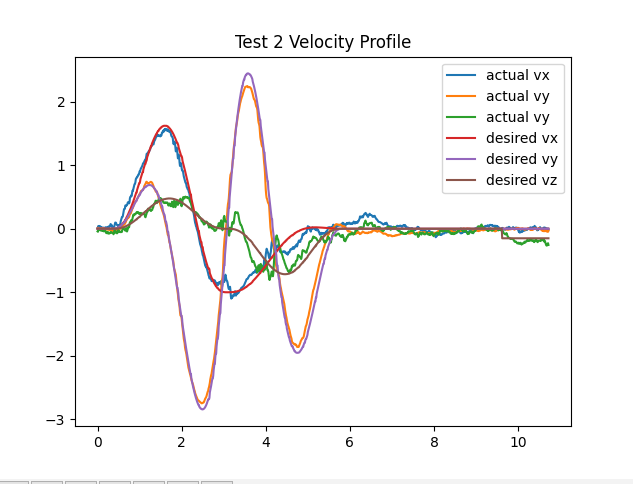 Test 2 Velocity Profile
actual vx
actual vy
actual vy
desired vx
desired vy
desired vz
2
1
0
−1
−2
−3
0 2 4 6 8 10